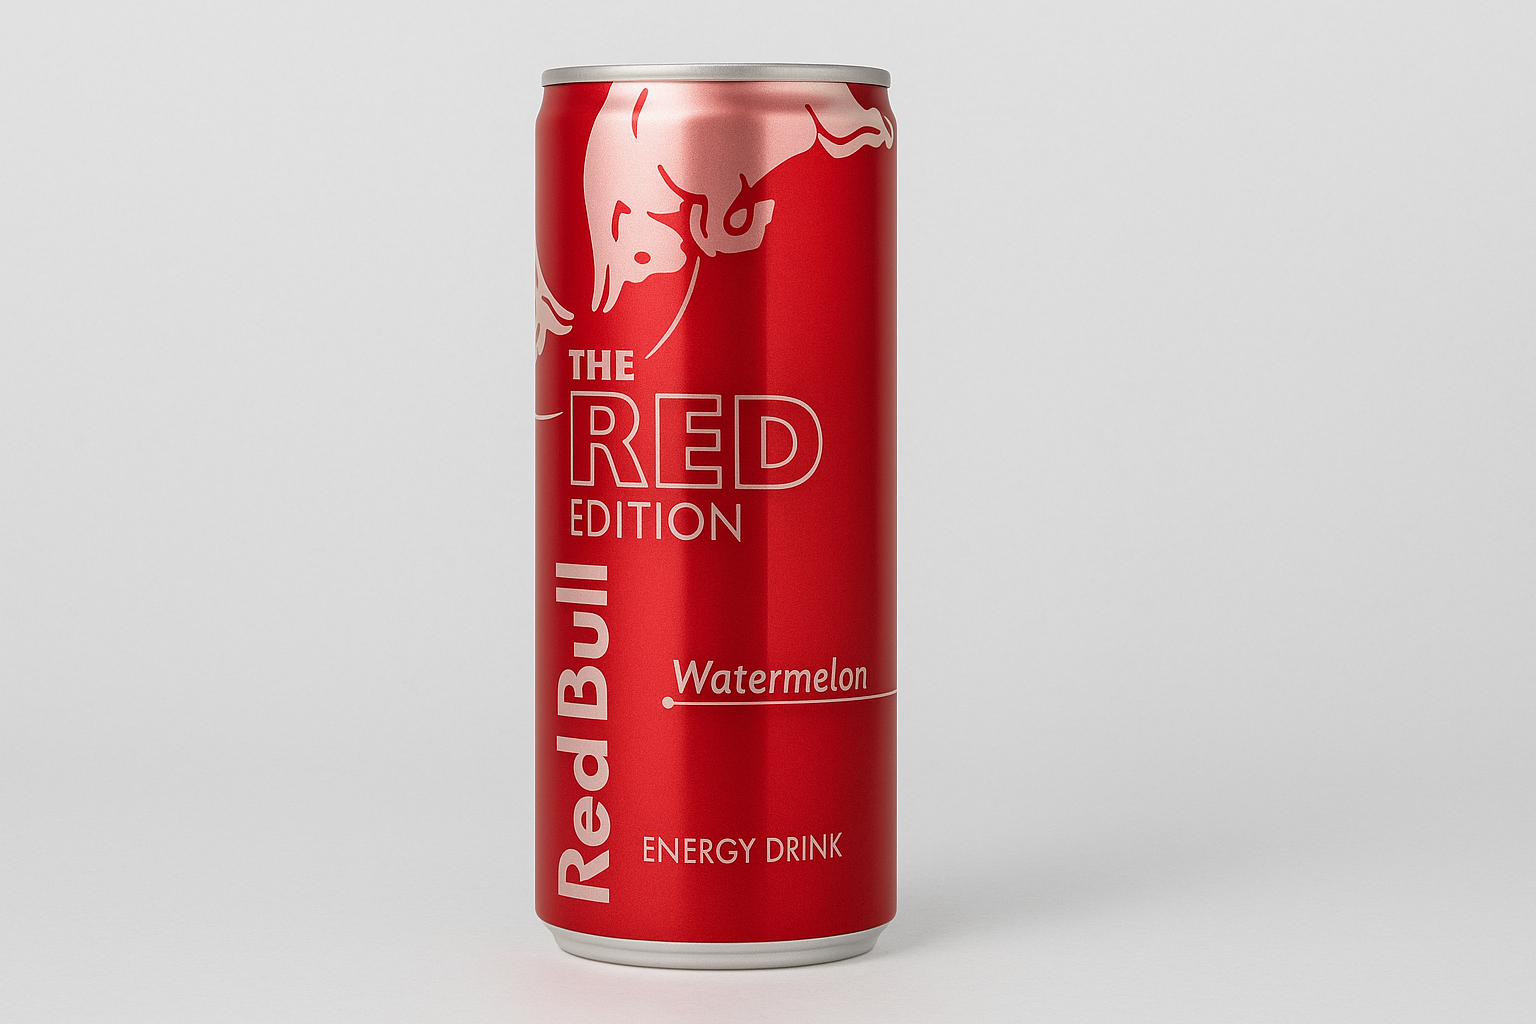 THE
RED
EDITION
Red Bull
Watermelon
ENERGY DRINK